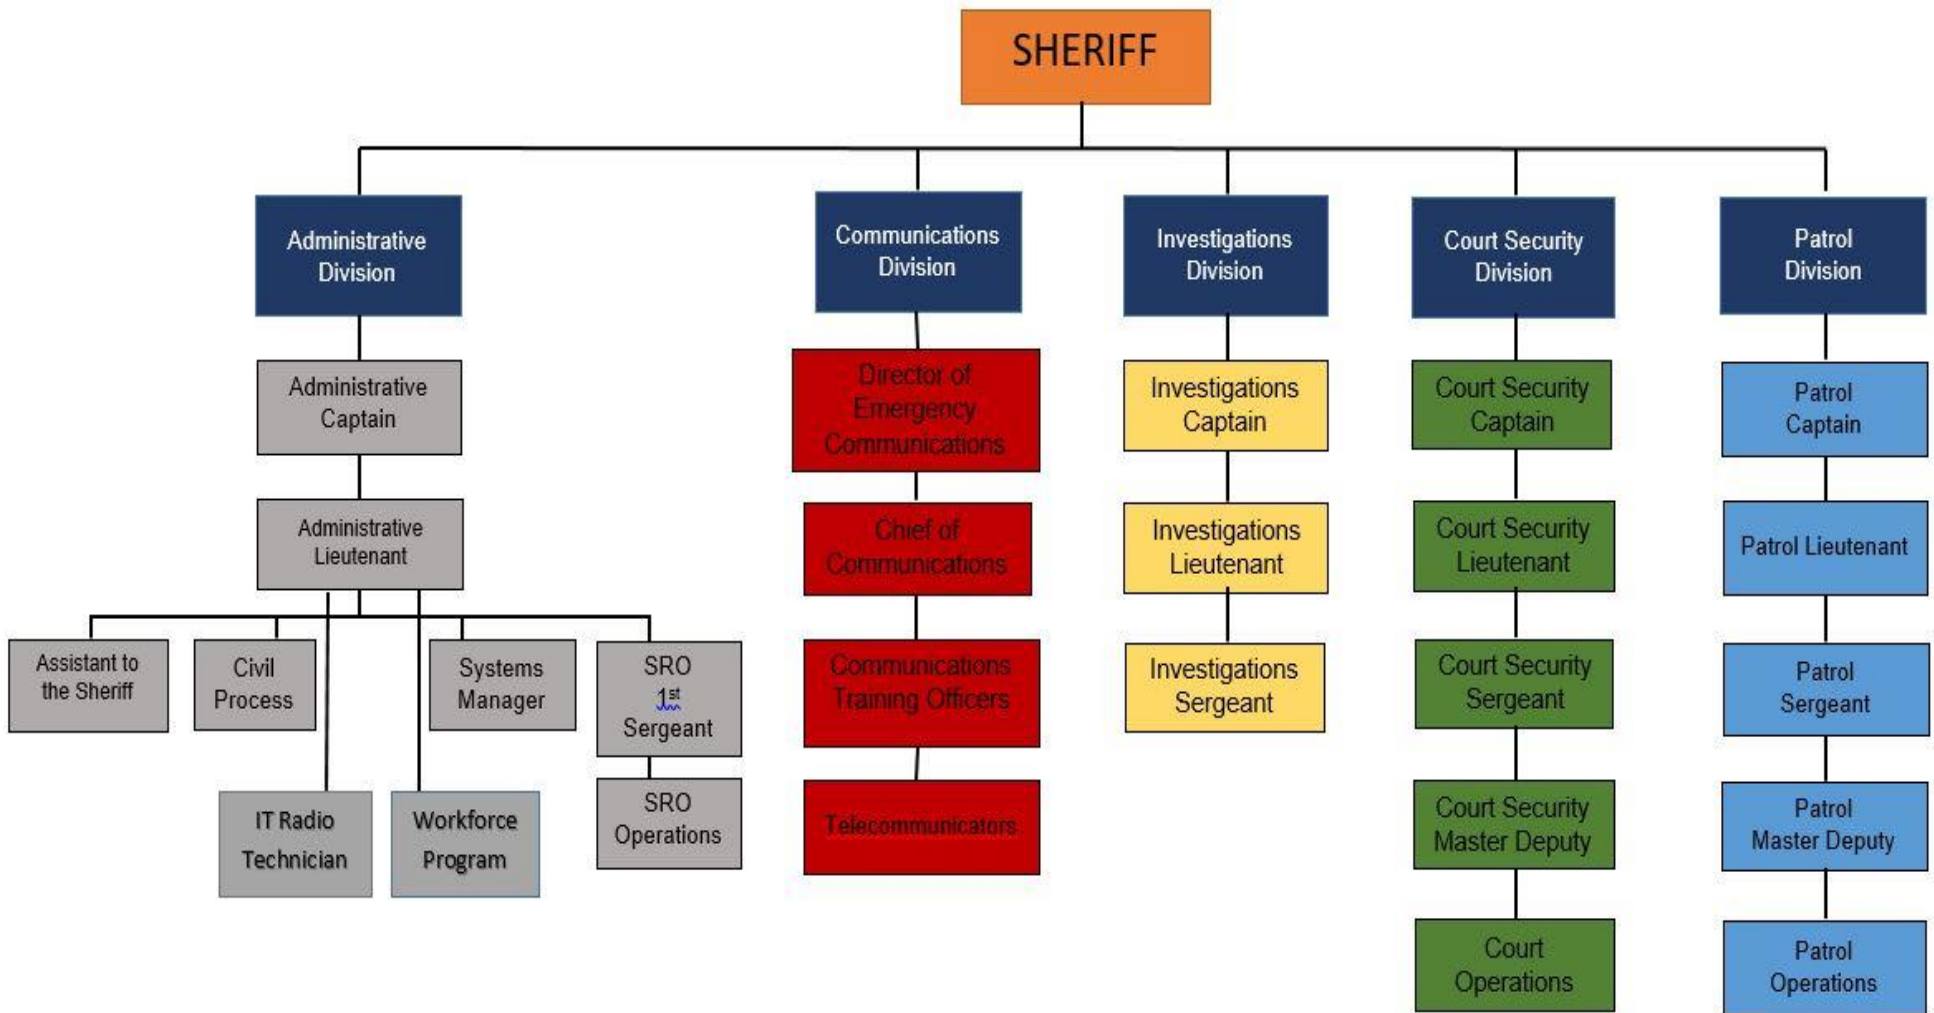 SHERIFF
Administrative
Division
Communications
Division
Investigations
Division
Court Security
Division
Patrol
Division
Administrative
Captain
Director of
Emergency
Communications
Investigations
Captain
Court Security
Captain
Patrol
Captain
Administrative
Lieutenant
Chief of
Communications
Investigations
Lieutenant
Court Security
Lieutenant
Patrol Lieutenant
Assistant to
the Sheriff
Civil
Process
Systems
Manager
SRO
1st
Sergeant
Communications
Training Officers
Investigations
Sergeant
Court Security
Sergeant
Patrol
Sergeant
IT Radio
Technician
Workforce
Program
SRO
Operations
Telecommunicators
Court Security
Master Deputy
Patrol
Master Deputy
Court
Operations
Patrol
Operations